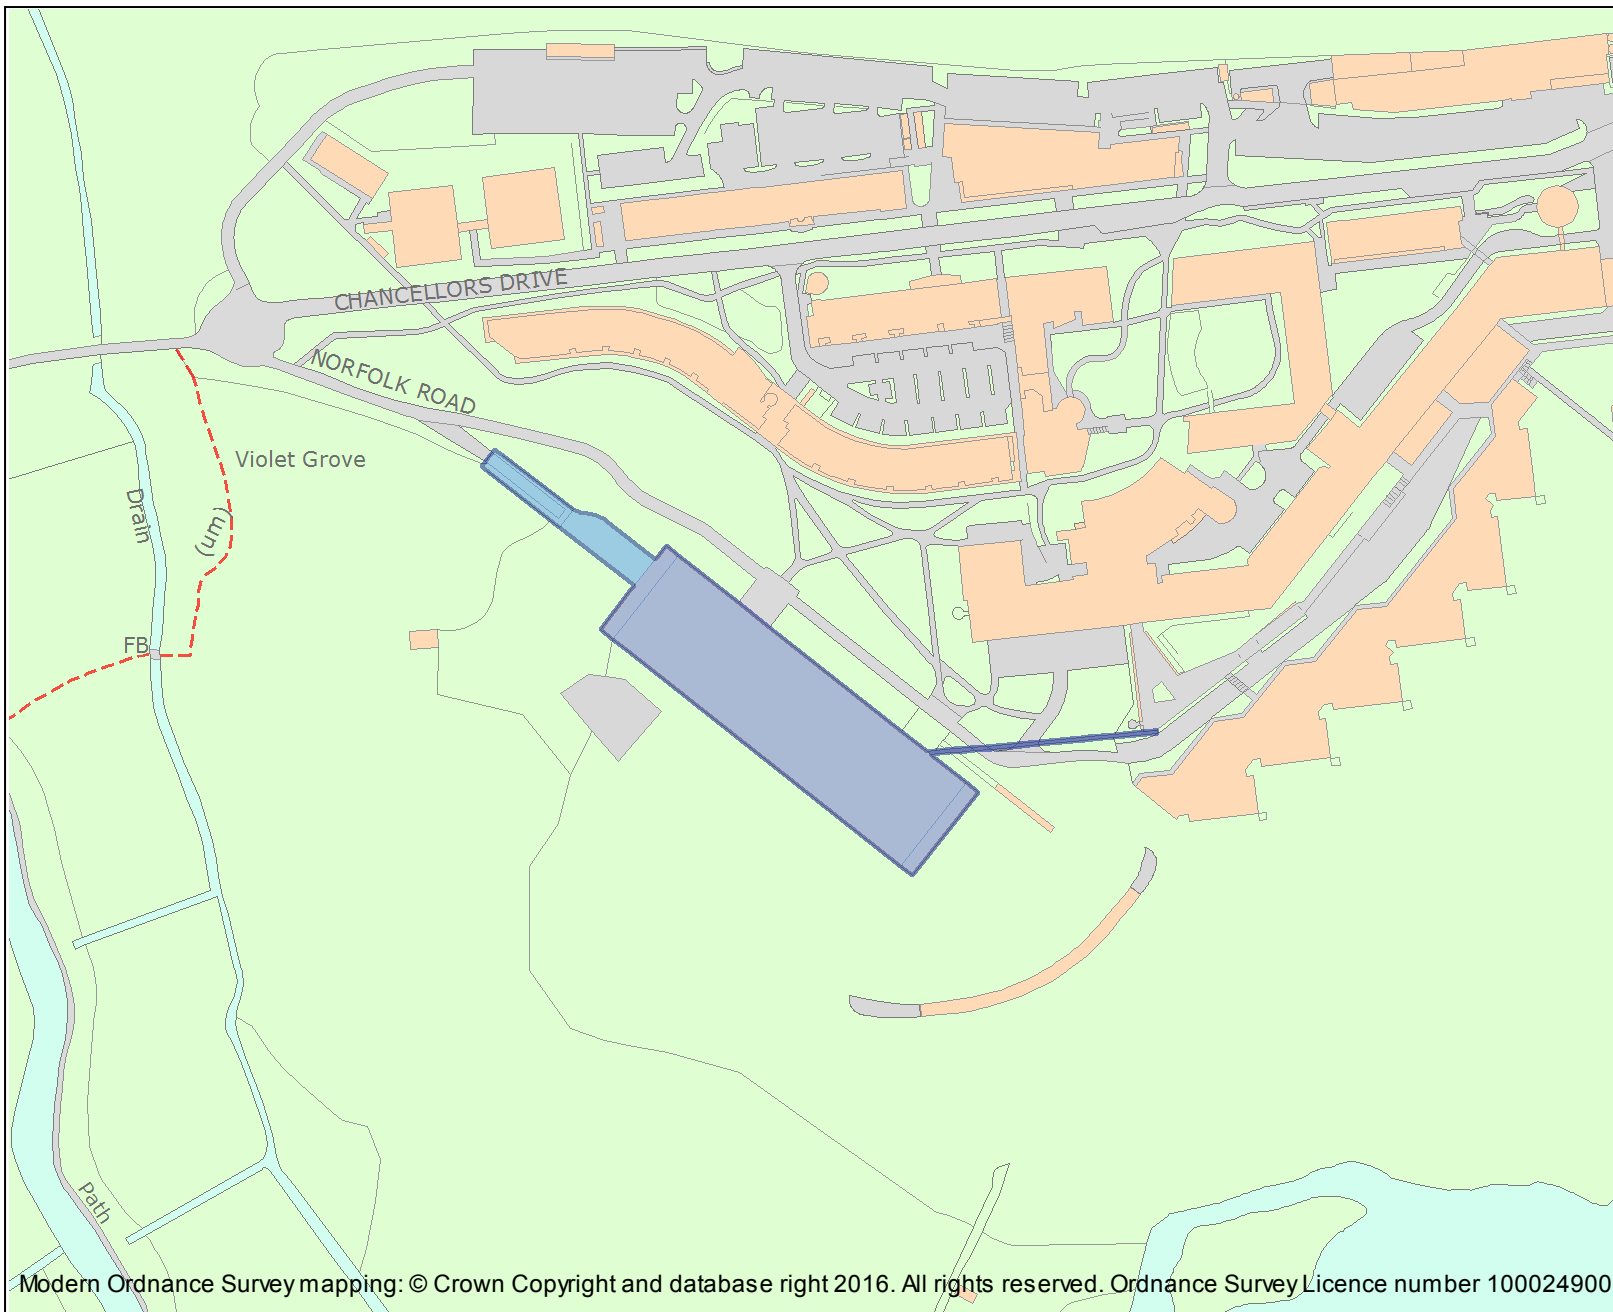 CHANCELLORS DRIVE
NORFOLK ROAD
Violet Grove
Drain
(um)
FB
Path
Modern Ordnance Survey mapping: © Crown Copyright and database right 2016. All rights reserved. Ordnance Survey Licence number 100024900